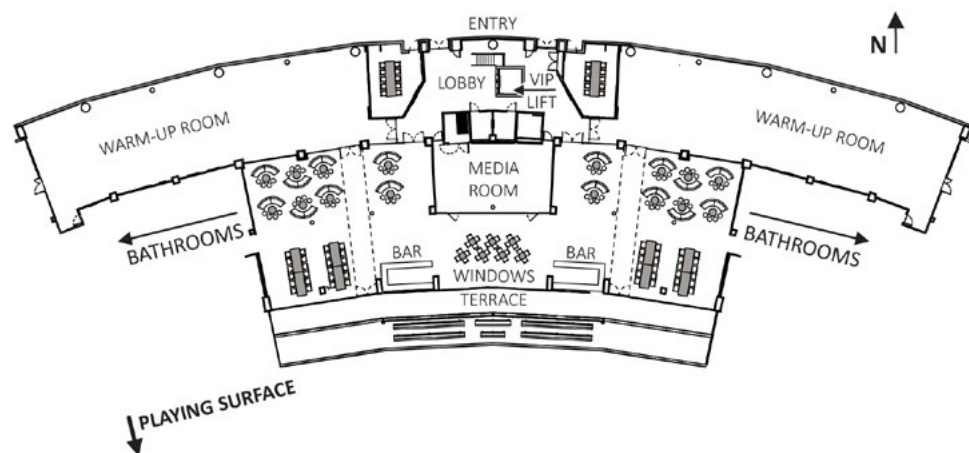 ENTRY
N
LOBBY
VIP
LIFT
WARM-UP ROOM
WARM-UP ROOM
MEDIA
ROOM
BATHROOMS
BATHROOMS
BAR
BAR
WINDOWS
TERRACE
PLAYING SURFACE